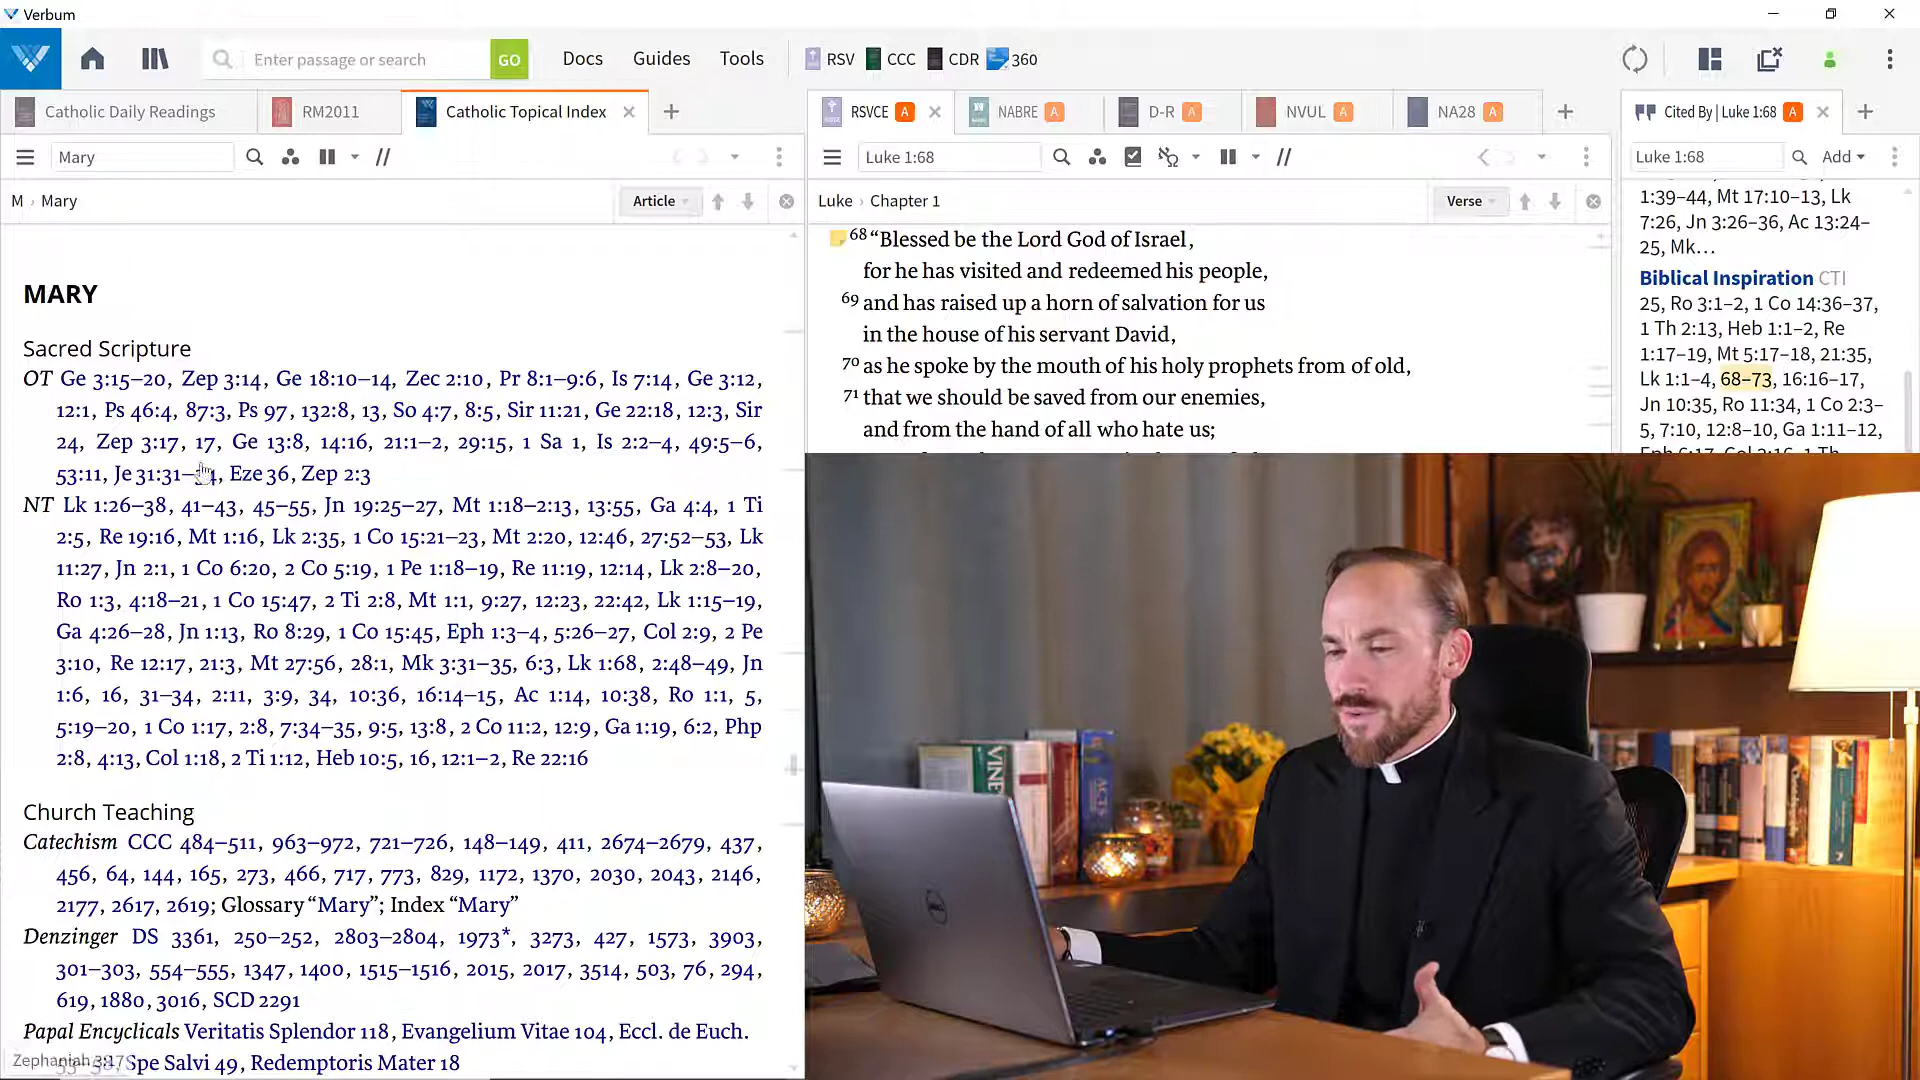 Verbum
Enter passage or search
GO
Docs
Guides
Tools
RSV
CCC
CDR
360
Catholic Daily Readings
RM2011
Catholic Topical Index
Mary
M › Mary
Article
MARY
Sacred Scripture
OT Ge 3:15–20, Zep 3:14, Ge 18:10–14, Zec 2:10, Pr 8:1–9:6, Is 7:14, Ge 3:12,
12:1, Ps 46:4, 87:3, Ps 97, 132:8, 13, So 4:7, 8:5, Sir 11:21, Ge 22:18, 12:3, Sir
24, Zep 3:17, 17, Ge 13:8, 14:16, 21:1–2, 29:15, 1 Sa 1, Is 2:2–4, 49:5–6,
53:11, Je 31:31–34, Eze 36, Zep 2:3
NT Lk 1:26–38, 41–43, 45–55, Jn 19:25–27, Mt 1:18–2:13, 13:55, Ga 4:4, 1 Ti
2:5, Re 19:16, Mt 1:16, Lk 2:35, 1 Co 15:21–23, Mt 2:20, 12:46, 27:52–53, Lk
11:27, Jn 2:1, 1 Co 6:20, 2 Co 5:19, 1 Pe 1:18–19, Re 11:19, 12:14, Lk 2:8–20,
Ro 1:3, 4:18–21, 1 Co 15:47, 2 Ti 2:8, Mt 1:1, 9:27, 12:23, 22:42, Lk 1:15–19,
Ga 4:26–28, Jn 1:13, Ro 8:29, 1 Co 15:45, Eph 1:3–4, 5:26–27, Col 2:9, 2 Pe
3:10, Re 12:17, 21:3, Mt 27:56, 28:1, Mk 3:31–35, 6:3, Lk 1:68, 2:48–49, Jn
1:6, 16, 31–34, 2:11, 3:9, 34, 10:36, 16:14–15, Ac 1:14, 10:38, Ro 1:1, 5,
5:19–20, 1 Co 1:17, 2:8, 7:34–35, 9:5, 13:8, 2 Co 11:2, 12:9, Ga 1:19, 6:2, Php
2:8, 4:13, Col 1:18, 2 Ti 1:12, Heb 10:5, 16, 12:1–2, Re 22:16
Church Teaching
Catechism CCC 484–511, 963–972, 721–726, 148–149, 411, 2674–2679, 437,
456, 64, 144, 165, 273, 466, 717, 773, 829, 1172, 1370, 2030, 2043, 2146,
2177, 2617, 2619; Glossary “Mary”; Index “Mary”
Denzinger DS 3361, 250–252, 2803–2804, 1973*, 3273, 427, 1573, 3903,
301–303, 554–555, 1347, 1400, 1515–1516, 2015, 2017, 3514, 503, 76, 294,
619, 1880, 3016, SCD 2291
Papal Encyclicals Veritatis Splendor 118, Evangelium Vitae 104, Eccl. de Euch.
Spe Salvi 49, Redemptoris Mater 18
Zephaniah 3:17
RSVCE A
NABRE A
D-R A
NVUL A
NA28 A
Luke 1:68
Luke › Chapter 1
Verse
68 “Blessed be the Lord God of Israel,
for he has visited and redeemed his people,
69 and has raised up a horn of salvation for us
in the house of his servant David,
70 as he spoke by the mouth of his holy prophets from of old,
71 that we should be saved from our enemies,
and from the hand of all who hate us;
Cited By | Luke 1:68 A
Luke 1:68
Add
1:39–44, Mt 17:10–13, Lk
7:26, Jn 3:26–36, Ac 13:24–
25, Mk…
Biblical Inspiration CTI
25, Ro 3:1–2, 1 Co 14:36–37,
1 Th 2:13, Heb 1:1–2, Re
1:17–19, Mt 5:17–18, 21:35,
Lk 1:1–4, 68–73, 16:16–17,
Jn 10:35, Ro 11:34, 1 Co 2:3–
5, 7:10, 12:8–10, Ga 1:11–12,
VINE'S
DELL